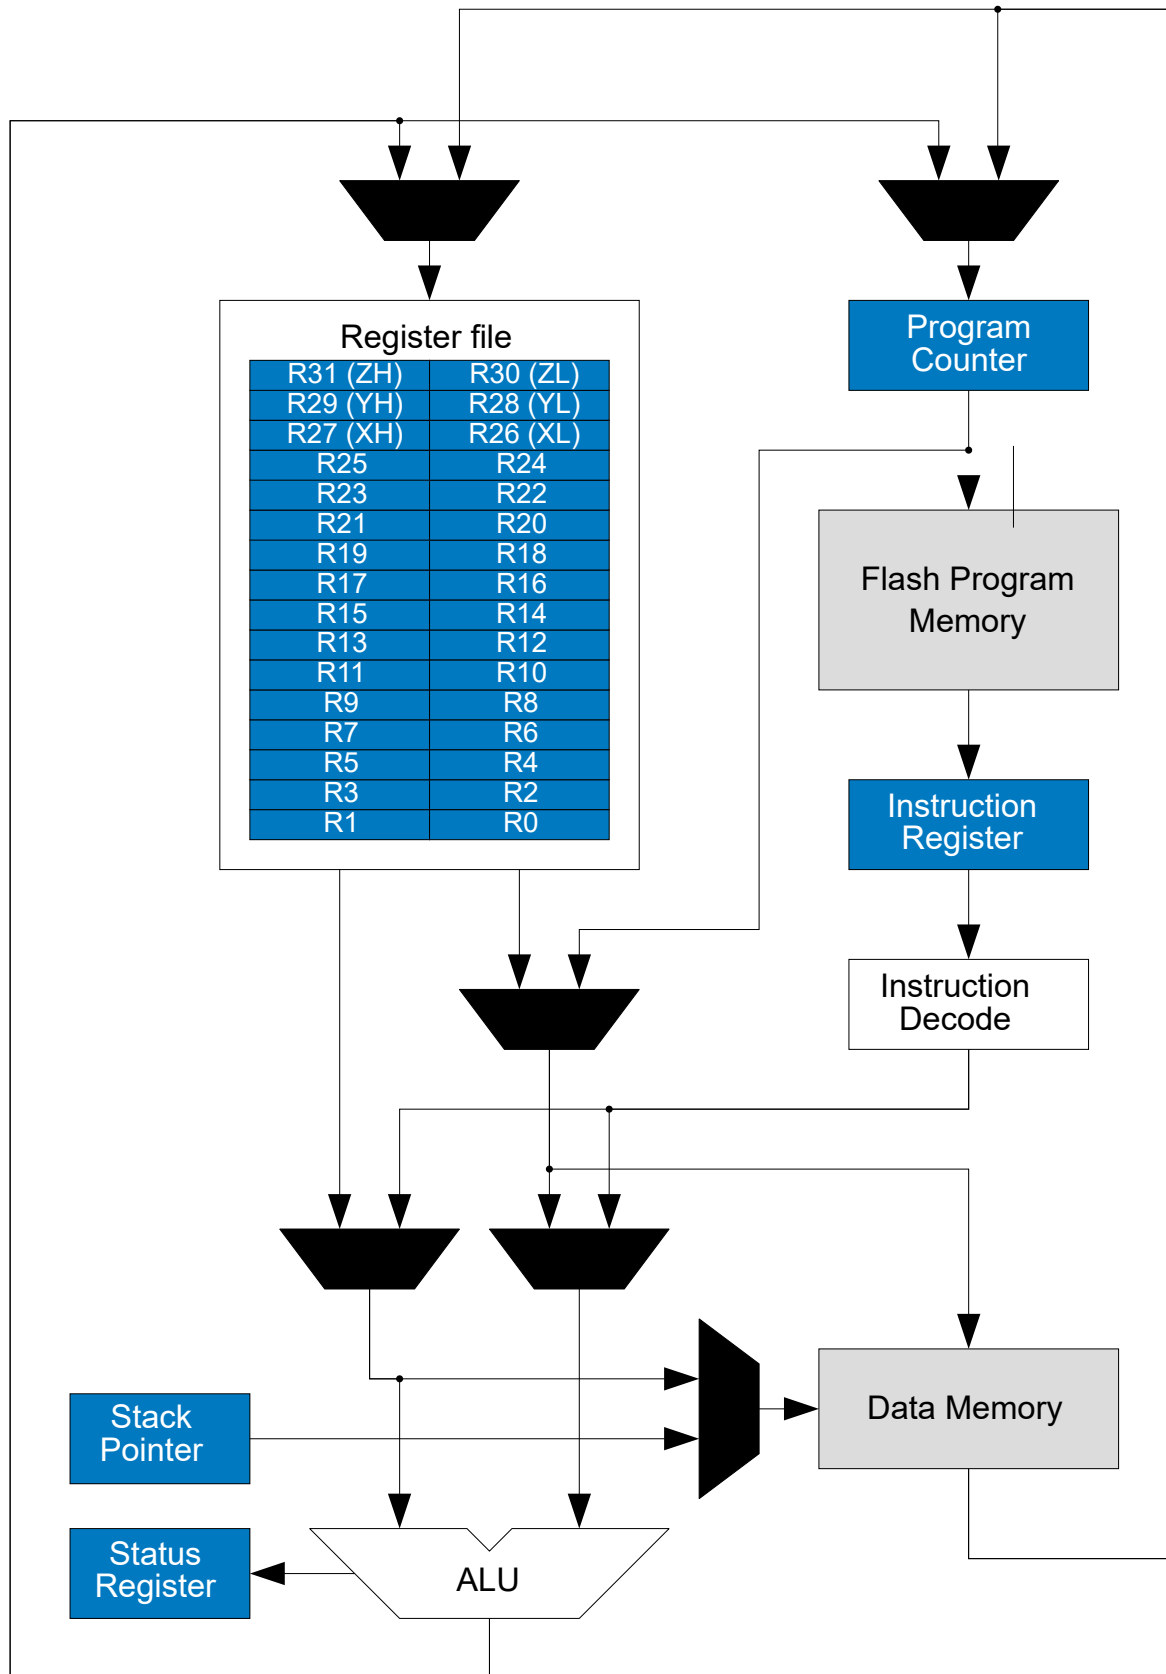 Register file
R31 (ZH) R30 (ZL)
R29 (YH) R28 (YL)
R27 (XH) R26 (XL)
R25 R24
R23 R22
R21 R20
R19 R18
R17 R16
R15 R14
R13 R12
R11 R10
R9 R8
R7 R6
R5 R4
R3 R2
R1 R0
Program
Counter
Flash Program
Memory
Instruction
Register
Instruction
Decode
Data Memory
Stack
Pointer
Status
Register
ALU